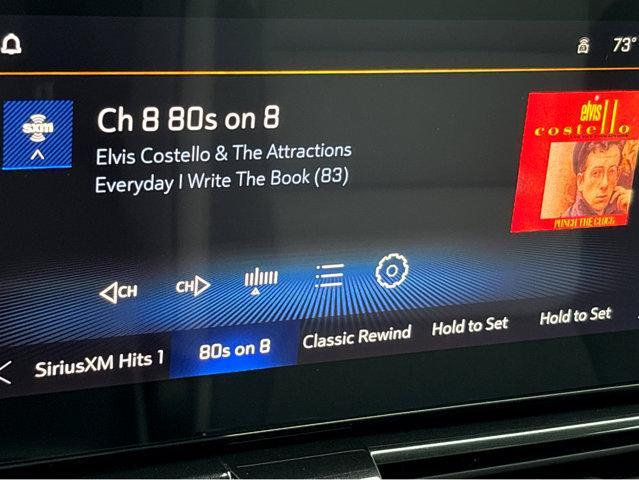 73°
sxm
Ch 8 80s on 8
Elvis Costello & The Attractions
Everyday I Write The Book (83)
elvis
costello
PUNCH THE CLOCK
CH
CH
SiriusXM Hits 1
80s on 8
Classic Rewind
Hold to Set
Hold to Set